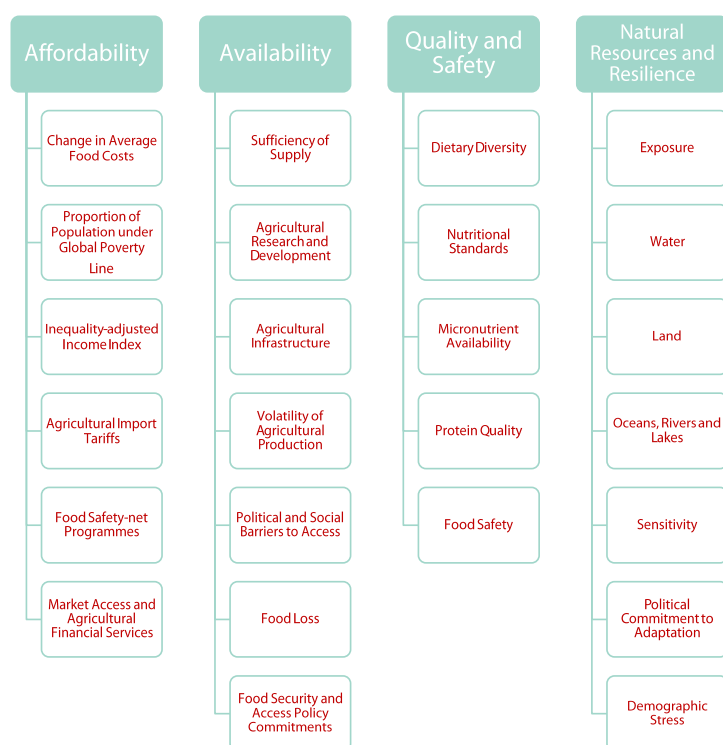 Affordability
Change in Average
Food Costs
Proportion of
Population under
Global Poverty
Line
Inequality-adjusted
Income Index
Agricultural Import
Tariffs
Food Safety-net
Programmes
Market Access and
Agricultural
Financial Services
Availability
Sufficiency of
Supply
Agricultural
Research and
Development
Agricultural
Infrastructure
Volatility of
Agricultural
Production
Political and Social
Barriers to Access
Food Loss
Food Security and
Access Policy
Commitments
Quality and
Safety
Dietary Diversity
Nutritional
Standards
Micronutrient
Availability
Protein Quality
Food Safety
Natural
Resources and
Resilience
Exposure
Water
Land
Oceans, Rivers and
Lakes
Sensitivity
Political
Commitment to
Adaptation
Demographic
Stress